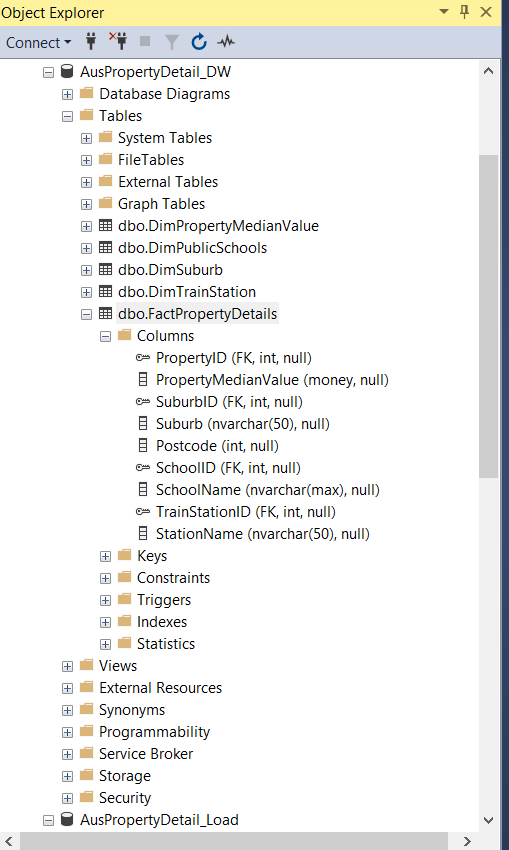 Object Explorer
Connect
AusPropertyDetail_DW
Database Diagrams
Tables
System Tables
FileTables
External Tables
Graph Tables
dbo.DimPropertyMedianValue
dbo.DimPublicSchools
dbo.DimSuburb
dbo.DimTrainStation
dbo.FactPropertyDetails
Columns
PropertyID (FK, int, null)
PropertyMedianValue (money, null)
SuburbID (FK, int, null)
Suburb (nvarchar(50), null)
Postcode (int, null)
SchoolID (FK, int, null)
SchoolName (nvarchar(max), null)
TrainStationID (FK, int, null)
StationName (nvarchar(50), null)
Keys
Constraints
Triggers
Indexes
Statistics
Views
External Resources
Synonyms
Programmability
Service Broker
Storage
Security
AusPropertyDetail_Load